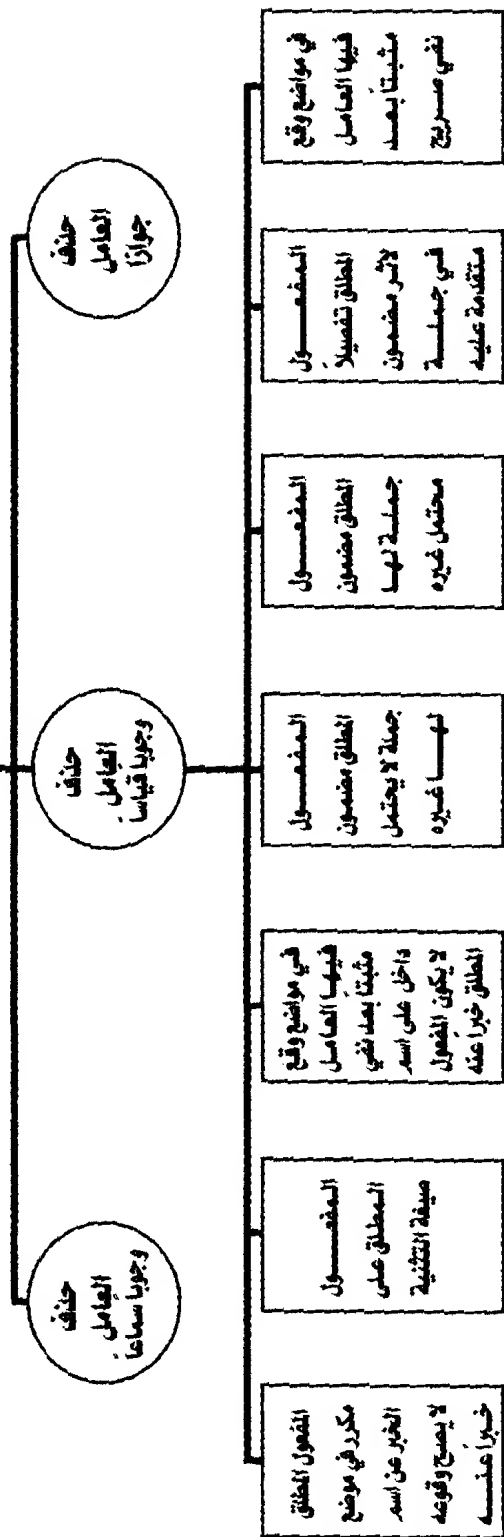 حذف
العامل
جوازاً
حذف
العامل
وجوبا قياساً
حذف
العامل
وجوبا سماعاً
في مواضع وقع
فيها العامل
مثبتاً بعد
نفي صريح
المفعول
المطلق تفصيلاً
لأثر مضمون
في جملة
متقدمة عليه
المفعول
المطلق مضمون
جملة لها
محتمل غيره
المفعول
المطلق مضمون
جملة لا يحتمل
لها غيره
في مواضع وقع
فيها العامل
مثبتاً بعد نفي
داخل على اسم
لا يكون المفعول
المطلق خبراً عنه
المفعول
المطلق على
صيغة التثنية
المفعول المطلق
مكرر في موضع
الخبر عن اسم
لا يصح وقوعه
خبراً عنه